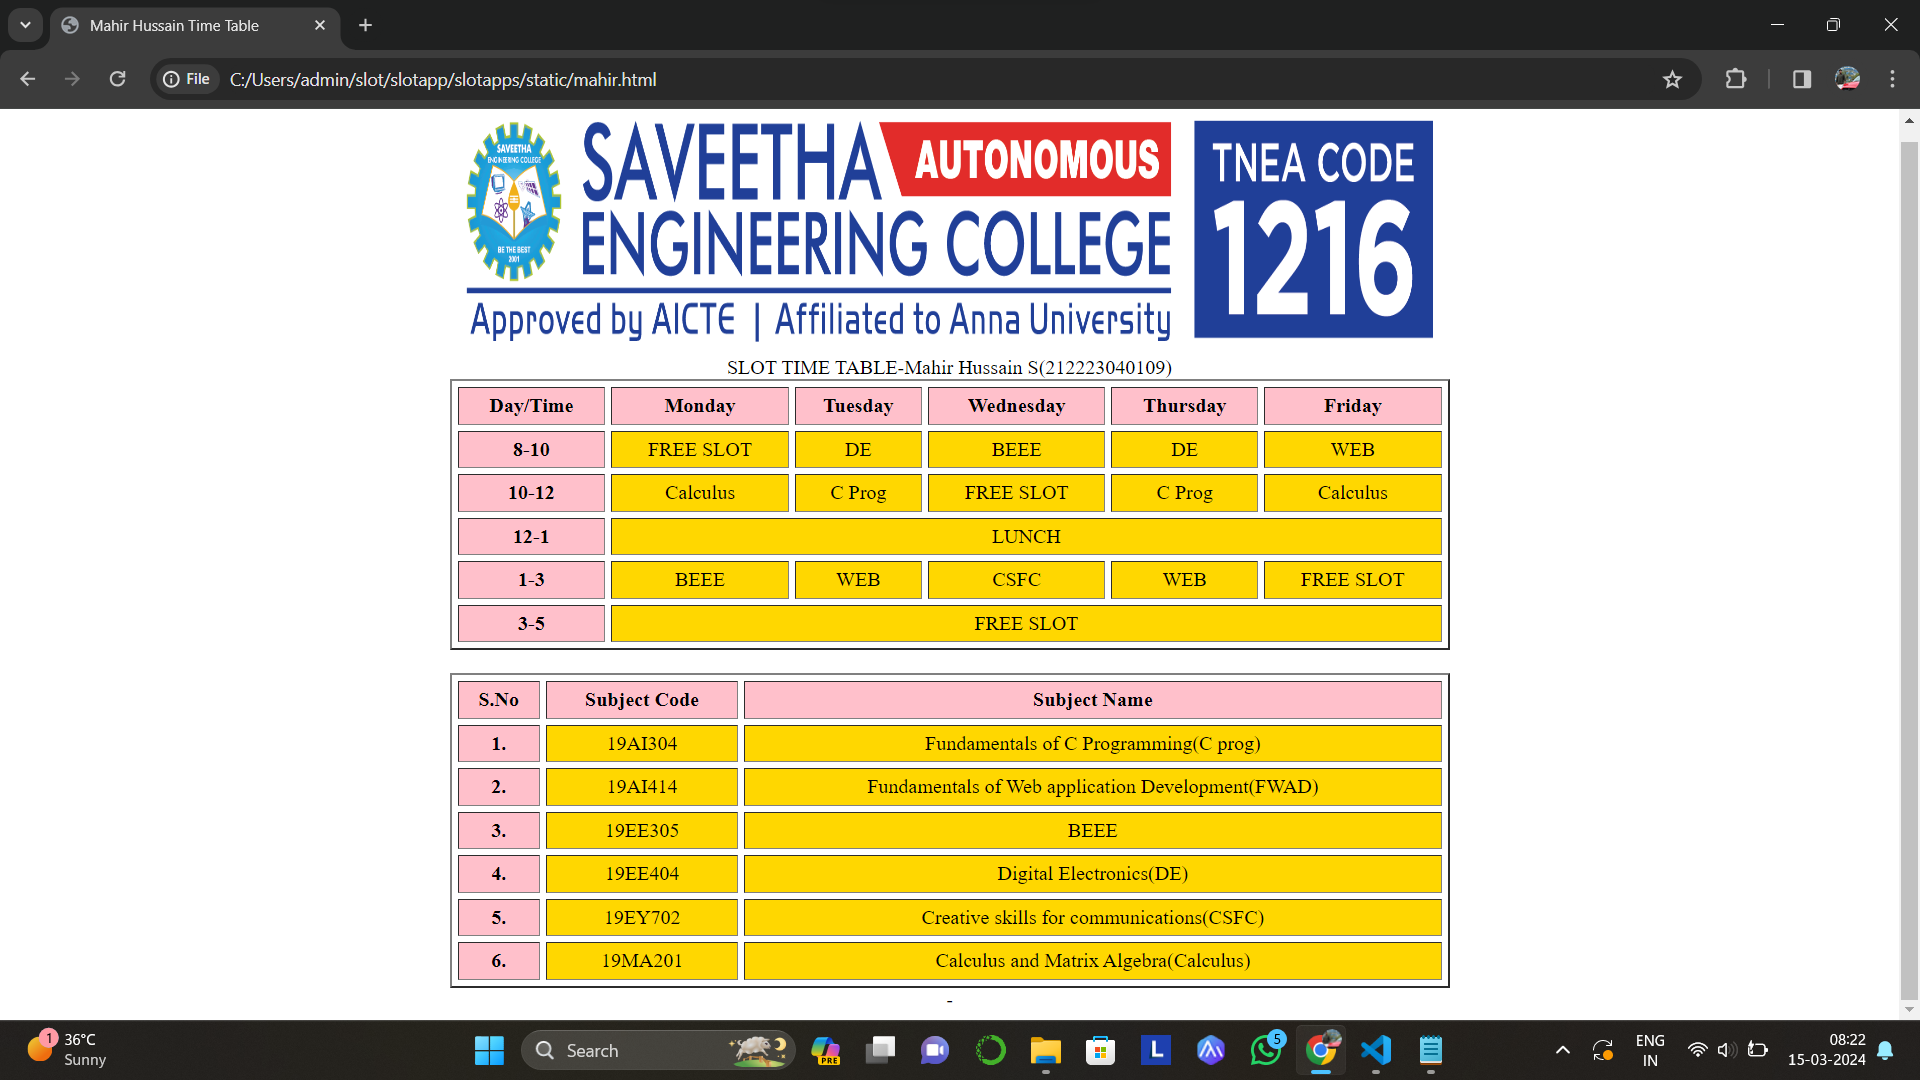 Mahir Hussain Time Table
File C:/Users/admin/slot/slotapp/slotapps/static/mahir.html
SAVEETHA AUTONOMOUS
ENGINEERING COLLEGE
Approved by AICTE | Affiliated to Anna University
SAVEETHA
ENGINEERING COLLEGE
BE THE BEST
2001
TNEA CODE
1216
SLOT TIME TABLE-Mahir Hussain S(212223040109)
Day/Time Monday Tuesday Wednesday Thursday Friday
8-10 FREE SLOT DE BEEE DE WEB
10-12 Calculus C Prog FREE SLOT C Prog Calculus
12-1 LUNCH
1-3 BEEE WEB CSFC WEB FREE SLOT
3-5 FREE SLOT
S.No Subject Code Subject Name
1. 19AI304 Fundamentals of C Programming(C prog)
2. 19AI414 Fundamentals of Web application Development(FWAD)
3. 19EE305 BEEE
4. 19EE404 Digital Electronics(DE)
5. 19EY702 Creative skills for communications(CSFC)
6. 19MA201 Calculus and Matrix Algebra(Calculus)
-
1
36°C
Sunny
Search
PRE
L
5
ENG
IN
08:22
15-03-2024